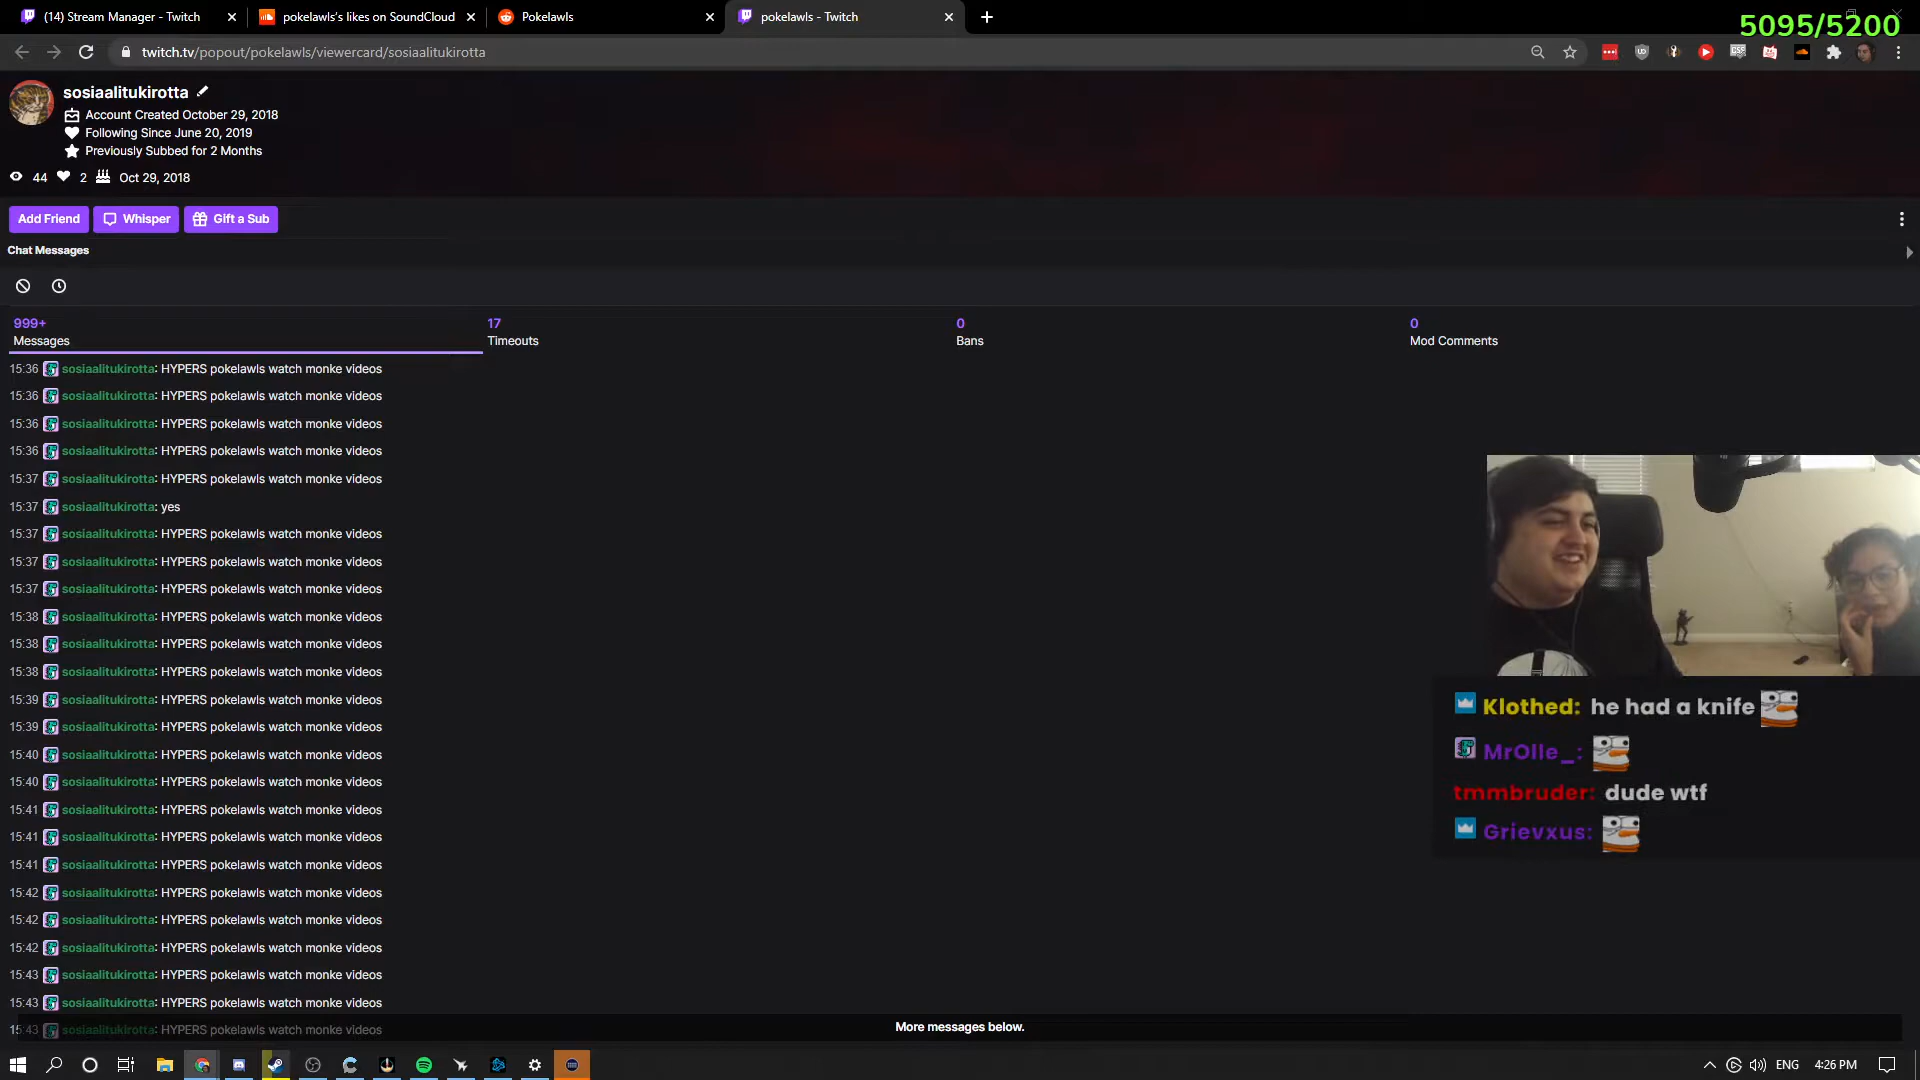 (14) Stream Manager - Twitch
pokelawls's likes on SoundCloud
Pokelawls
pokelawls - Twitch
5095/5200
twitch.tv/popout/pokelawls/viewercard/sosiaalitukirotta
sosiaalitukirotta
Account Created October 29, 2018
Following Since June 20, 2019
Previously Subbed for 2 Months
44 2 Oct 29, 2018
Add Friend Whisper Gift a Sub
Chat Messages
999+ 17 0 0
Messages Timeouts Bans Mod Comments
15:36 sosiaalitukirotta: HYPERS pokelawls watch monke videos
15:36 sosiaalitukirotta: HYPERS pokelawls watch monke videos
15:36 sosiaalitukirotta: HYPERS pokelawls watch monke videos
15:36 sosiaalitukirotta: HYPERS pokelawls watch monke videos
15:37 sosiaalitukirotta: HYPERS pokelawls watch monke videos
15:37 sosiaalitukirotta: yes
15:37 sosiaalitukirotta: HYPERS pokelawls watch monke videos
15:37 sosiaalitukirotta: HYPERS pokelawls watch monke videos
15:37 sosiaalitukirotta: HYPERS pokelawls watch monke videos
15:38 sosiaalitukirotta: HYPERS pokelawls watch monke videos
15:38 sosiaalitukirotta: HYPERS pokelawls watch monke videos
15:38 sosiaalitukirotta: HYPERS pokelawls watch monke videos
15:39 sosiaalitukirotta: HYPERS pokelawls watch monke videos
15:39 sosiaalitukirotta: HYPERS pokelawls watch monke videos
15:40 sosiaalitukirotta: HYPERS pokelawls watch monke videos
15:40 sosiaalitukirotta: HYPERS pokelawls watch monke videos
15:41 sosiaalitukirotta: HYPERS pokelawls watch monke videos
15:41 sosiaalitukirotta: HYPERS pokelawls watch monke videos
15:41 sosiaalitukirotta: HYPERS pokelawls watch monke videos
15:42 sosiaalitukirotta: HYPERS pokelawls watch monke videos
15:42 sosiaalitukirotta: HYPERS pokelawls watch monke videos
15:42 sosiaalitukirotta: HYPERS pokelawls watch monke videos
15:43 sosiaalitukirotta: HYPERS pokelawls watch monke videos
15:43 sosiaalitukirotta: HYPERS pokelawls watch monke videos
15:43 sosiaalitukirotta: HYPERS pokelawls watch monke videos
More messages below.
Klothed: he had a knife
MrOlle_:
tmmbruder: dude wtf
Grievxus:
ENG 4:26 PM